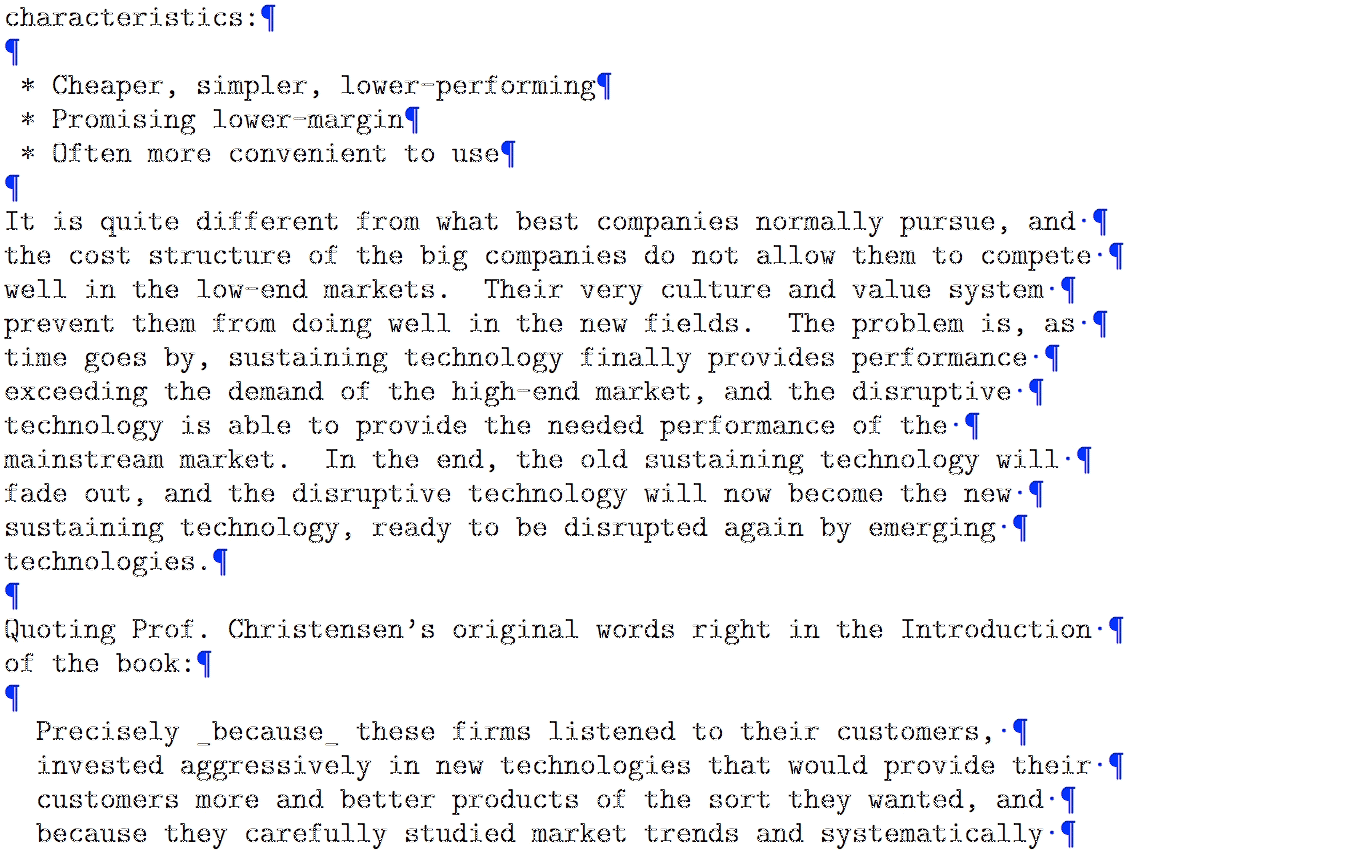 characteristics:¶
¶
 * Cheaper, simpler, lower-performing¶
 * Promising lower-margin¶
 * Often more convenient to use¶
¶
It is quite different from what best companies normally pursue, and·¶
the cost structure of the big companies do not allow them to compete·¶
well in the low-end markets.  Their very culture and value system·¶
prevent them from doing well in the new fields.  The problem is, as·¶
time goes by, sustaining technology finally provides performance·¶
exceeding the demand of the high-end market, and the disruptive·¶
technology is able to provide the needed performance of the·¶
mainstream market.  In the end, the old sustaining technology will·¶
fade out, and the disruptive technology will now become the new·¶
sustaining technology, ready to be disrupted again by emerging·¶
technologies.¶
¶
Quoting Prof. Christensen’s original words right in the Introduction·¶
of the book:¶
¶
  Precisely _because_ these firms listened to their customers,·¶
  invested aggressively in new technologies that would provide their·¶
  customers more and better products of the sort they wanted, and·¶
  because they carefully studied market trends and systematically·¶